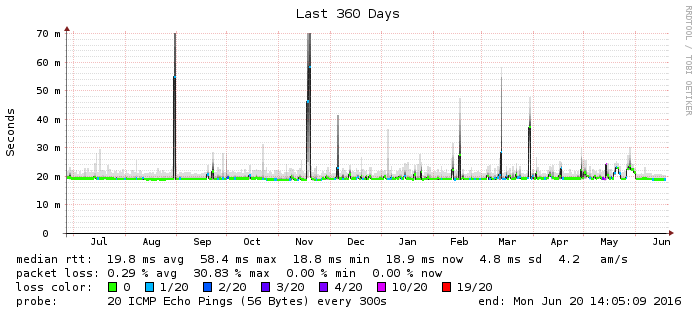 Last 360 Days
RRDTOOL / TOBI OETIKER
Seconds
70 m
60 m
50 m
40 m
30 m
20 m
10 m
0
Jul Aug Sep Oct Nov Dec Jan Feb Mar Apr May Jun
median rtt: 19.8 ms avg 58.4 ms max 18.8 ms min 18.9 ms now 4.8 ms sd 4.2 am/s
packet loss: 0.29 % avg 30.83 % max 0.00 % min 0.00 % now
loss color: 0 1/20 2/20 3/20 4/20 10/20 19/20
probe: 20 ICMP Echo Pings (56 Bytes) every 300s end: Mon Jun 20 14:05:09 2016